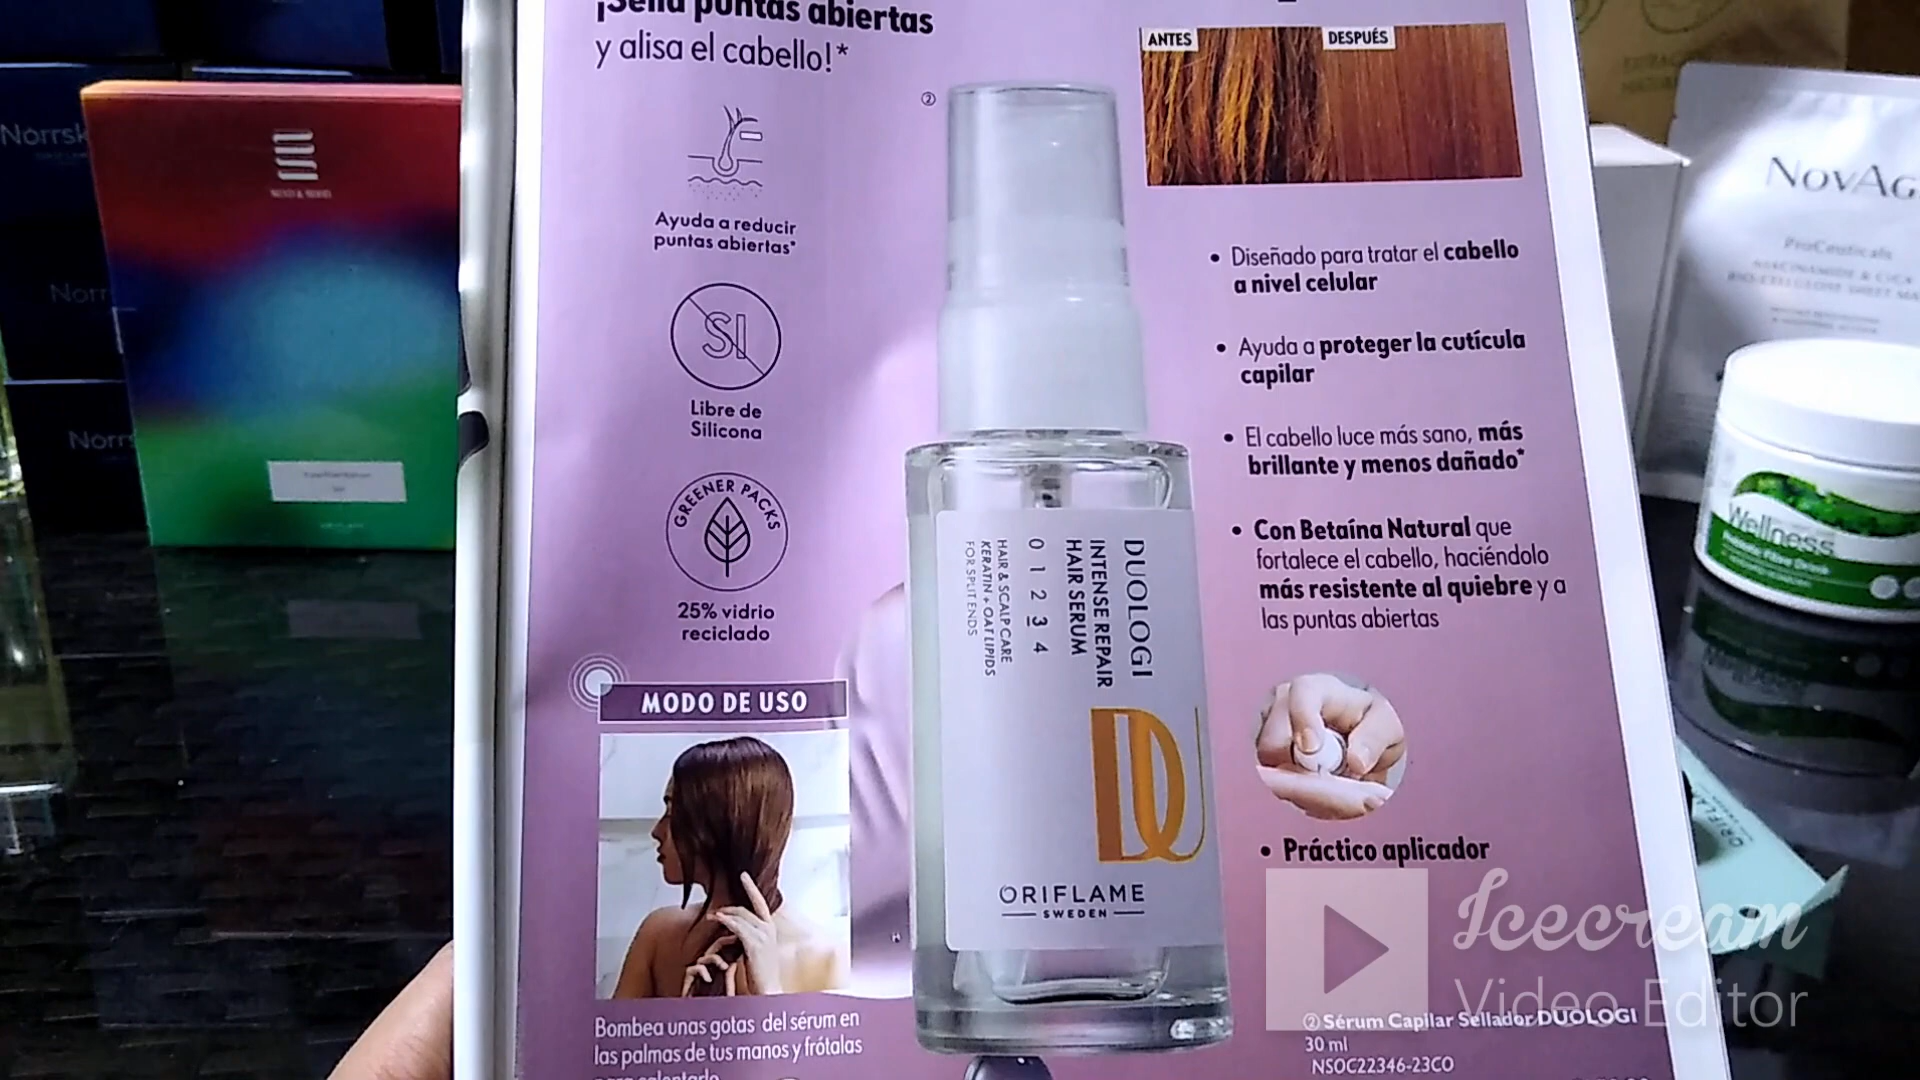 ¡Sella puntas abiertas
y alisa el cabello!*
Ayuda a reducir
puntas abiertas*
SI
Libre de
Silicona
GREENER PACKS
25% vidrio
reciclado
MODO DE USO
Bombea unas gotas del sérum en
las palmas de tus manos y frótalas
②
DUOLOGI
INTENSE REPAIR
HAIR SERUM
0 1 2 3 4
HAIR & SCALP CARE
KERATIN + OAT LIPIDS
FOR SPLIT ENDS
DU
ORIFLAME
SWEDEN
ANTES
DESPUÉS
• Diseñado para tratar el cabello
a nivel celular
• Ayuda a proteger la cutícula
capilar
• El cabello luce más sano, más
brillante y menos dañado*
• Con Betaína Natural que
fortalece el cabello, haciéndolo
más resistente al quiebre y a
las puntas abiertas
• Práctico aplicador
② Sérum Capilar Sellador DUOLOGI
30 ml
NSOC22346-23CO
NovAg
ProCeuticals
Wellness
ORIFLA
Norrsk
Norr
Norrs
Icecream
Video Editor